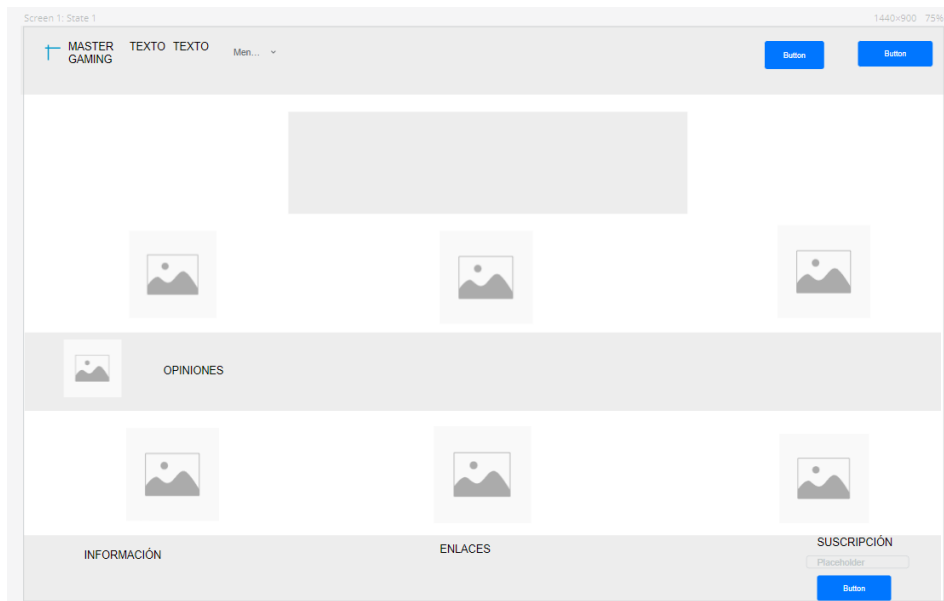 Screen 1: State 1
1440×900 75%
MASTER GAMING
TEXTO TEXTO
Men...
Button
Button
OPINIONES
INFORMACIÓN
ENLACES
SUSCRIPCIÓN
Placeholder
Button